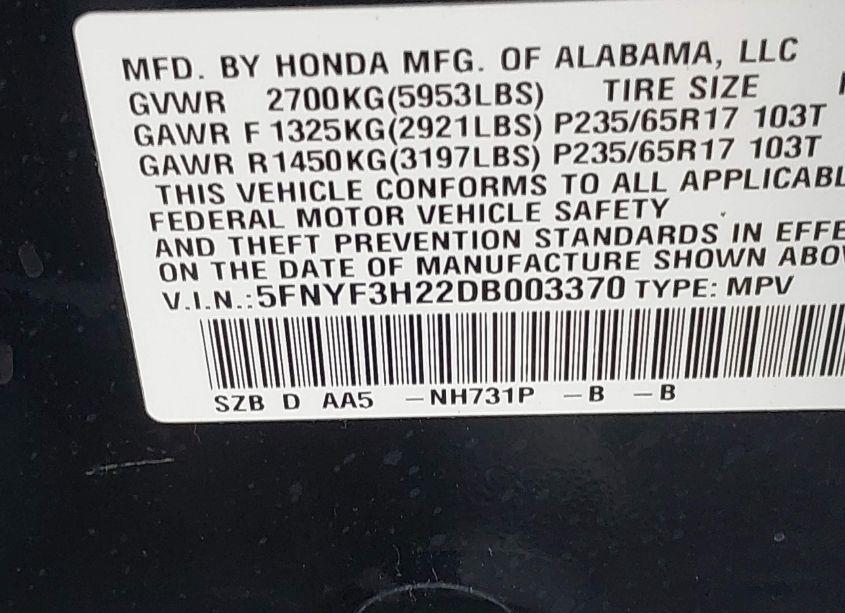 MFD. BY HONDA MFG. OF ALABAMA, LLC
GVWR 2700KG(5953LBS) TIRE SIZE
GAWR F 1325KG(2921LBS) P235/65R17 103T
GAWR R 1450KG(3197LBS) P235/65R17 103T
THIS VEHICLE CONFORMS TO ALL APPLICABL
FEDERAL MOTOR VEHICLE SAFETY
AND THEFT PREVENTION STANDARDS IN EFFE
ON THE DATE OF MANUFACTURE SHOWN ABO
V.I.N.:5FNYF3H22DB003370 TYPE: MPV
SZB D AA5 –NH731P –B –B